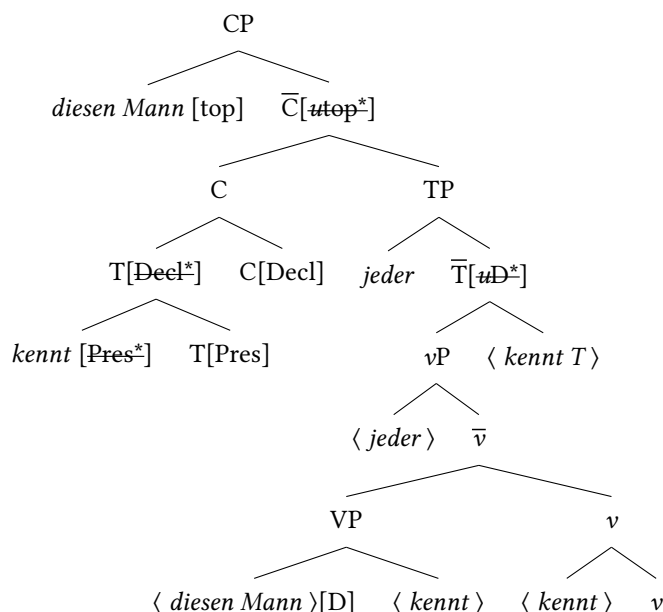 CP
diesen Mann [top] C̅[utop*]
C TP
T[Decl*] C[Decl] jeder T̅[uD*]
kennt [Pres*] T[Pres] vP ⟨ kennt T ⟩
⟨ jeder ⟩ v̅
VP v
⟨ diesen Mann ⟩[D] ⟨ kennt ⟩ ⟨ kennt ⟩ v